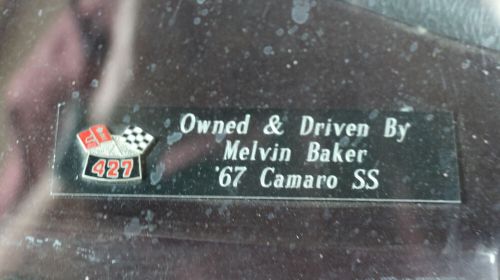 Owned & Driven By
Melvin Baker
'67 Camaro SS
427